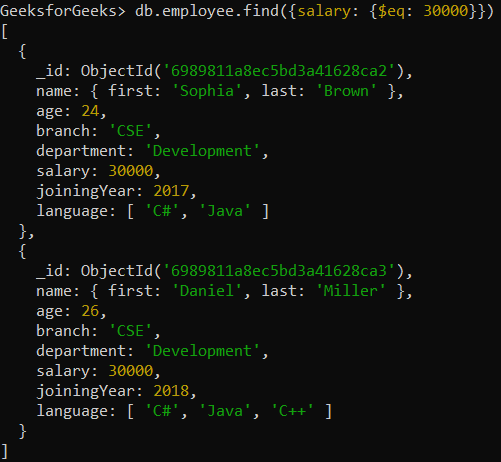 GeeksforGeeks> db.employee.find({salary: {$eq: 30000}})
[
  {
    _id: ObjectId('6989811a8ec5bd3a41628ca2'),
    name: { first: 'Sophia', last: 'Brown' },
    age: 24,
    branch: 'CSE',
    department: 'Development',
    salary: 30000,
    joiningYear: 2017,
    language: [ 'C#', 'Java' ]
  },
  {
    _id: ObjectId('6989811a8ec5bd3a41628ca3'),
    name: { first: 'Daniel', last: 'Miller' },
    age: 26,
    branch: 'CSE',
    department: 'Development',
    salary: 30000,
    joiningYear: 2018,
    language: [ 'C#', 'Java', 'C++' ]
  }
]